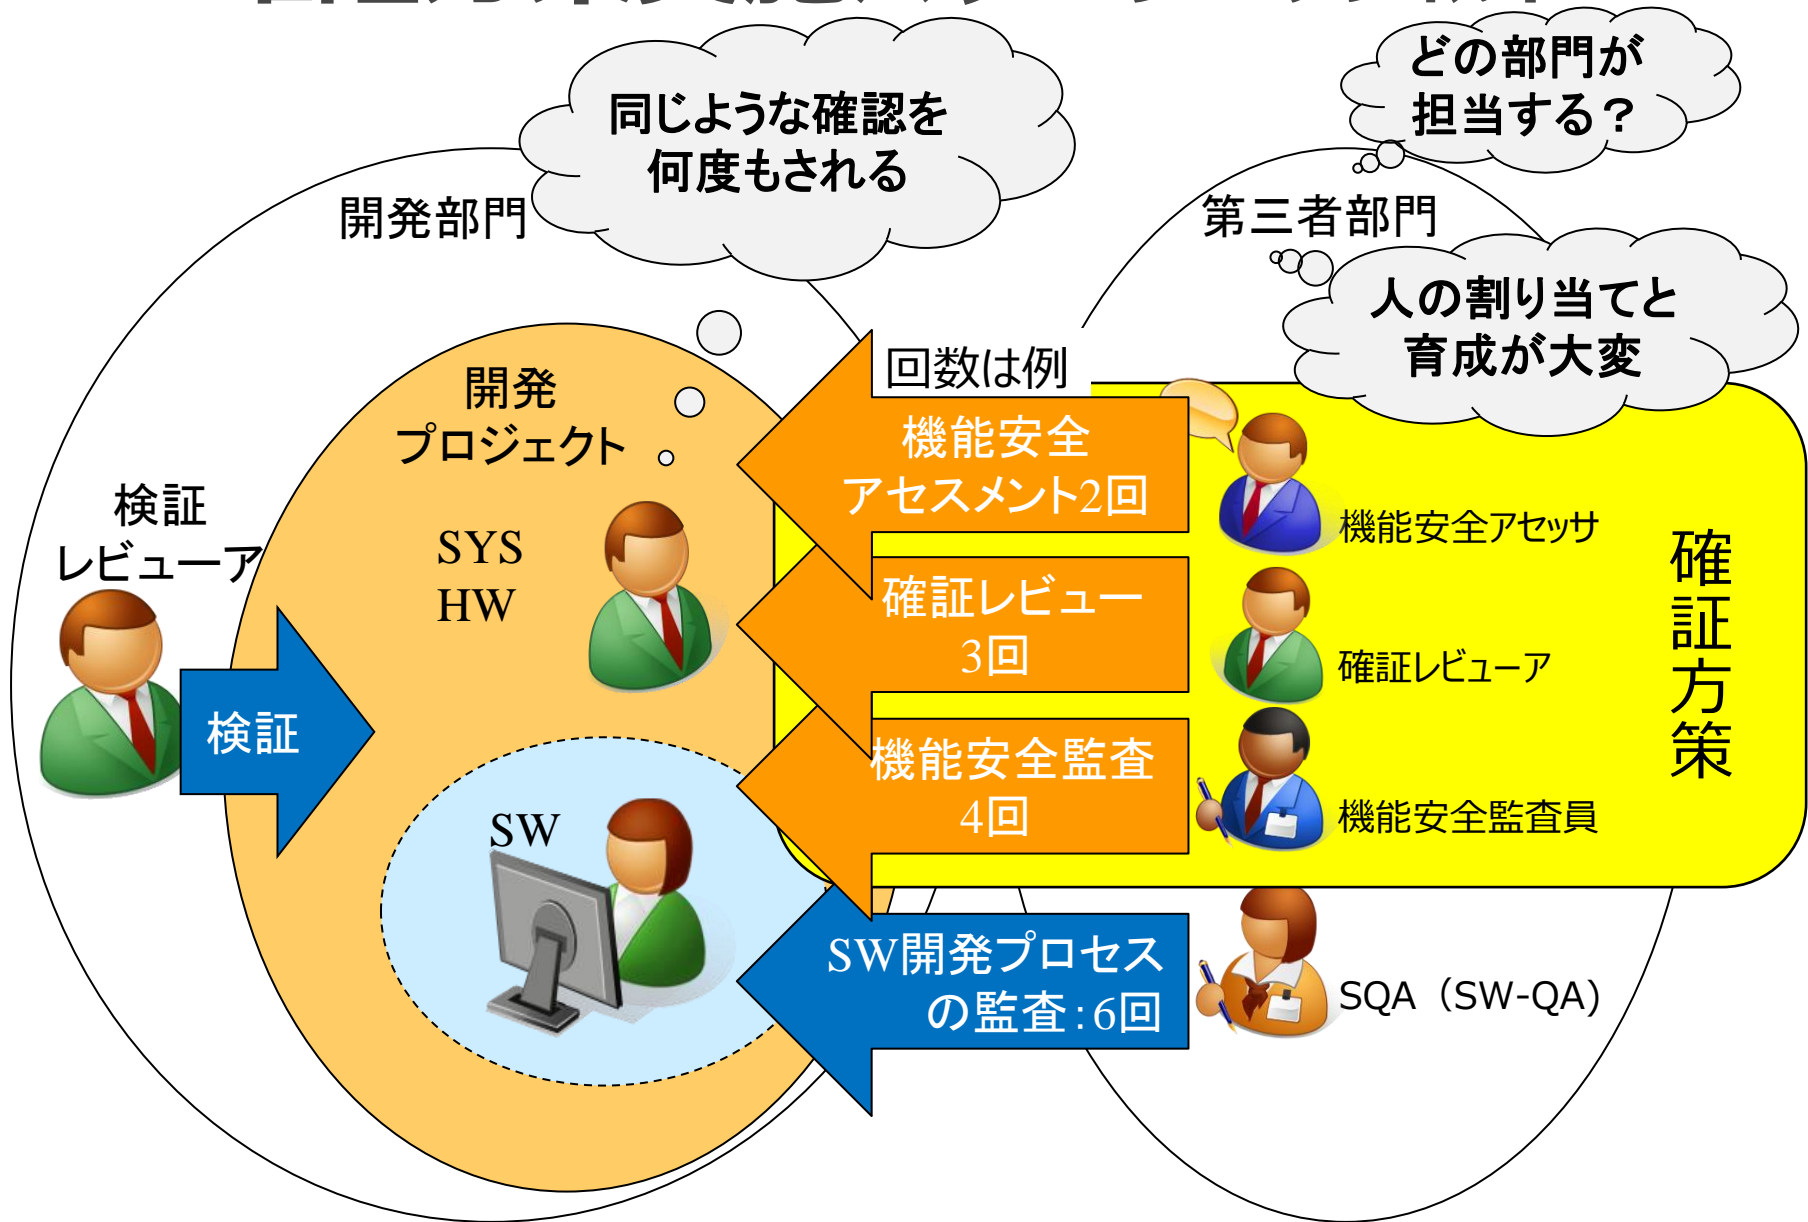 同じような確認を
何度もされる
どの部門が
担当する？
開発部門
第三者部門
人の割り当てと
育成が大変
回数は例
開発
プロジェクト
機能安全
アセスメント2回
機能安全アセッサ
検証
レビューア
SYS
HW
確証レビュー
3回
確証レビューア
確証方策
検証
機能安全監査
4回
機能安全監査員
SW
SW開発プロセス
の監査：6回
SQA（SW-QA)